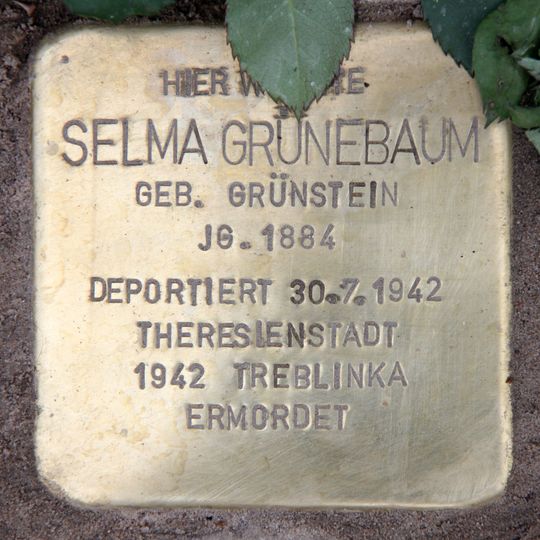 HIER
SELMA GRÜNEBAUM
GEB. GRÜNSTEIN
JG. 1884
DEPORTIERT 30.7.1942
THERESIENSTADT
1942 TREBLINKA
ERMORDET